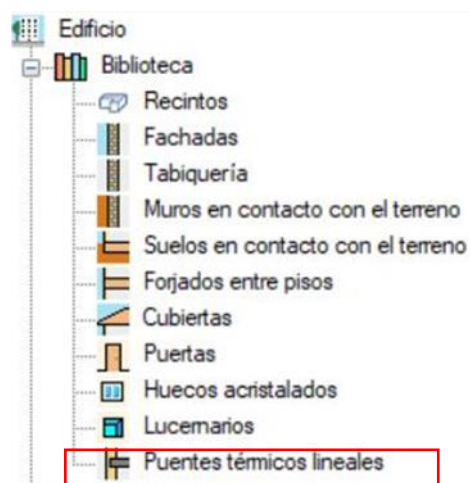 Edificio
Biblioteca
Recintos
Fachadas
Tabiquería
Muros en contacto con el terreno
Suelos en contacto con el terreno
Forjados entre pisos
Cubiertas
Puertas
Huecos acristalados
Lucernarios
Puentes térmicos lineales